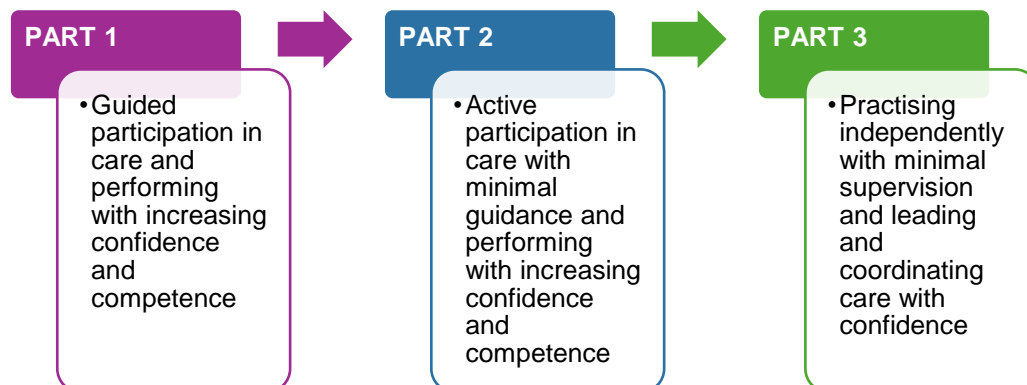 PART 1
•Guided
participation in
care and
performing
with increasing
confidence
and
competence
PART 2
•Active
participation in
care with
minimal
guidance and
performing
with increasing
confidence
and
competence
PART 3
•Practising
independently
with minimal
supervision
and leading
and
coordinating
care with
confidence